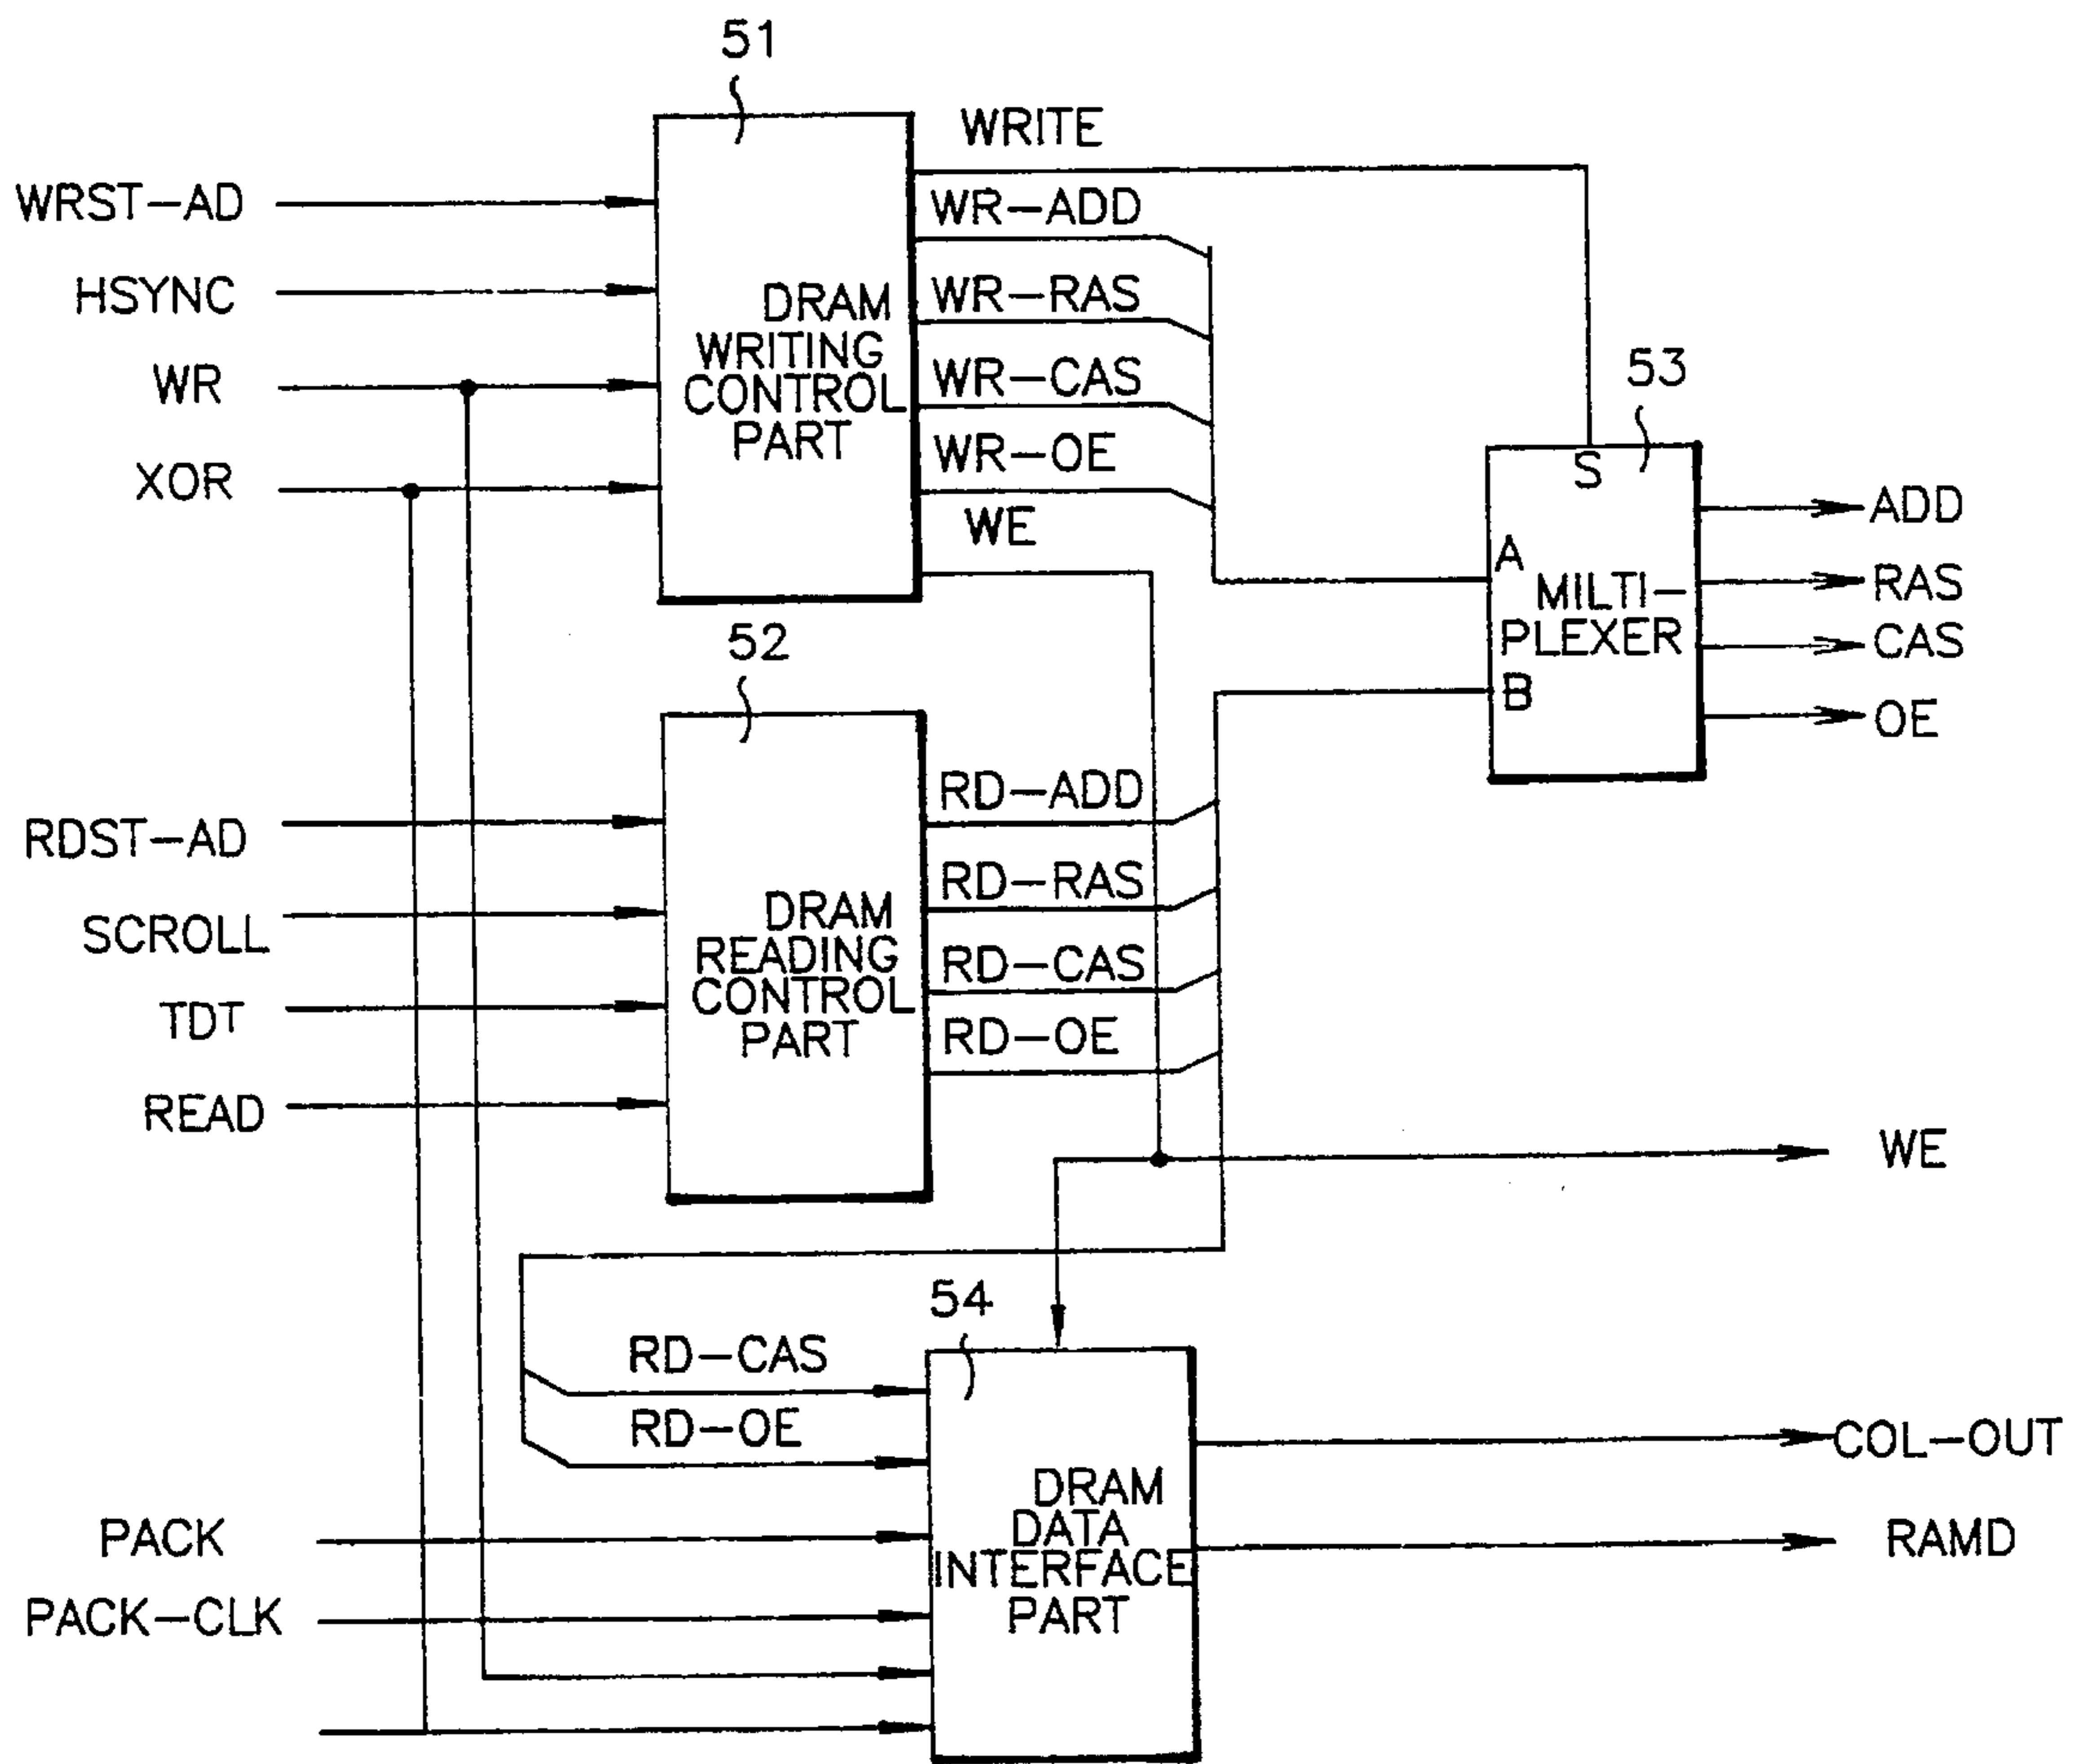 51
WRITE
WRST-AD
WR-ADD
HSYNC
WR-RAS
DRAM
WRITING
CONTROL
PART
WR
WR-CAS
53
XOR
WR-OE
S
ADD
WE
A
MILTI-
PLEXER
RAS
CAS
B
OE
52
RD-ADD
RDST-AD
RD-RAS
DRAM
READING
CONTROL
PART
SCROLL
RD-CAS
TDT
RD-OE
READ
WE
54
RD-CAS
RD-OE
COL-OUT
DRAM
DATA
INTERFACE
PART
PACK
RAMD
PACK-CLK